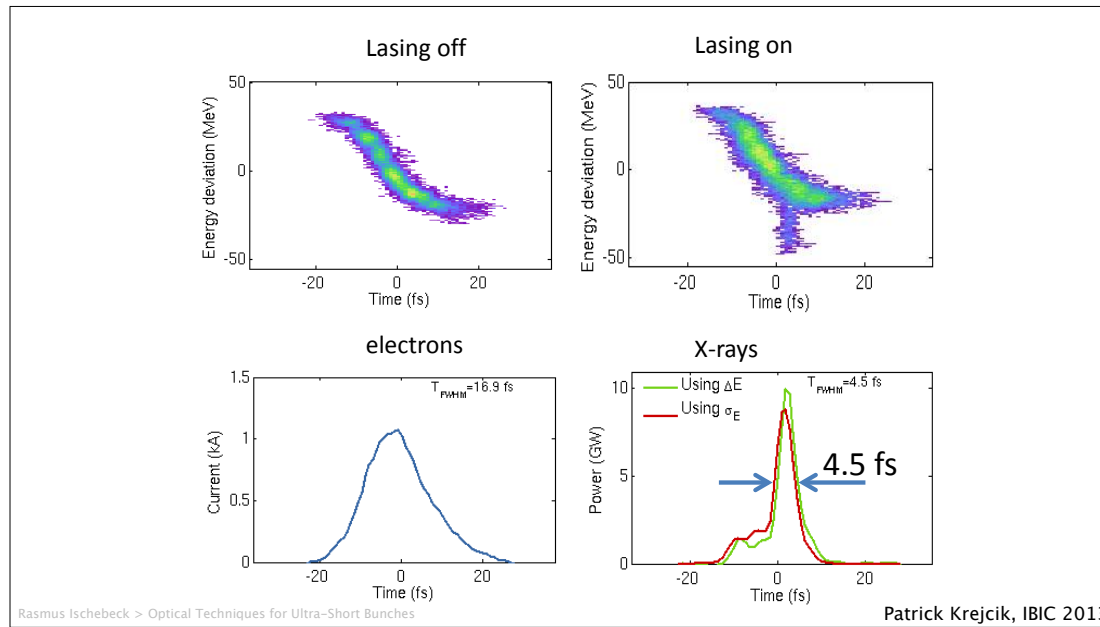 Lasing off
Lasing on
50
0
-50
Energy deviation (MeV)
-20
0
20
Time (fs)
50
0
-50
Energy deviation (MeV)
-20
0
20
Time (fs)
electrons
X-rays
1.5
1
0.5
0
Current (kA)
T_FWHM=16.9 fs
-20
0
20
Time (fs)
10
5
0
Power (GW)
Using ΔE
Using σ_E
T_FWHM=4.5 fs
4.5 fs
-20
0
20
Time (fs)
Rasmus Ischebeck > Optical Techniques for Ultra-Short Bunches
Patrick Krejcik, IBIC 2013